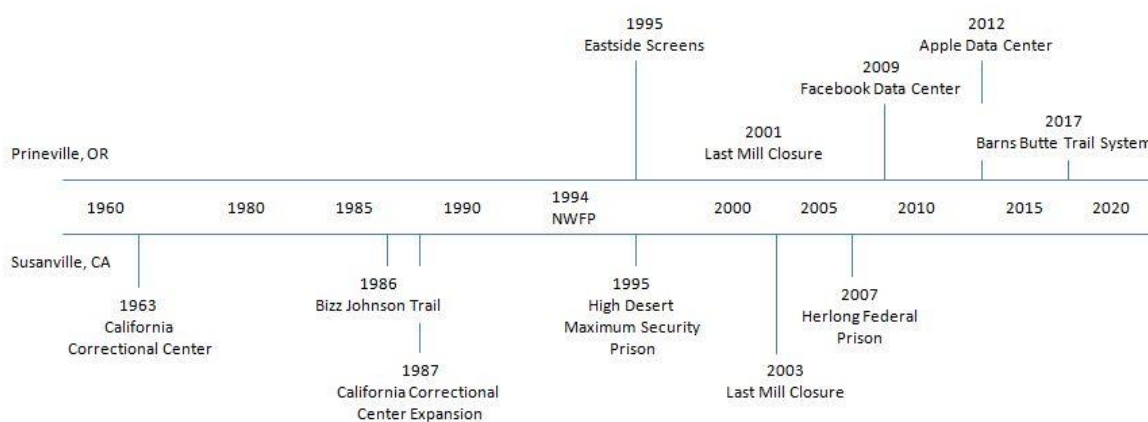 1995
Eastside Screens
2012
Apple Data Center
2009
Facebook Data Center
2001
Last Mill Closure
2017
Barns Butte Trail System
Prineville, OR
1960 1980 1985 1990 1994 NWFP 2000 2005 2010 2015 2020
Susanville, CA
1963
California
Correctional Center
1986
Bizz Johnson Trail
1987
California Correctional
Center Expansion
1995
High Desert
Maximum Security
Prison
2003
Last Mill Closure
2007
Herlong Federal
Prison